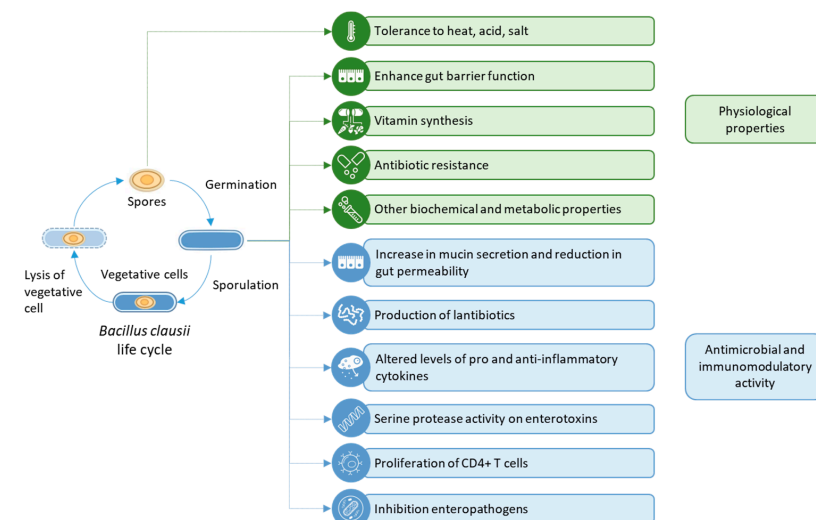 Tolerance to heat, acid, salt
Enhance gut barrier function
Vitamin synthesis
Antibiotic resistance
Other biochemical and metabolic properties
Physiological
properties
Spores
Germination
Sporulation
Vegetative cells
Lysis of
vegetative
cell
Bacillus clausii
life cycle
Increase in mucin secretion and reduction in
gut permeability
Production of lantibiotics
Altered levels of pro and anti-inflammatory
cytokines
Serine protease activity on enterotoxins
Proliferation of CD4+ T cells
Inhibition enteropathogens
Antimicrobial and
immunomodulatory
activity